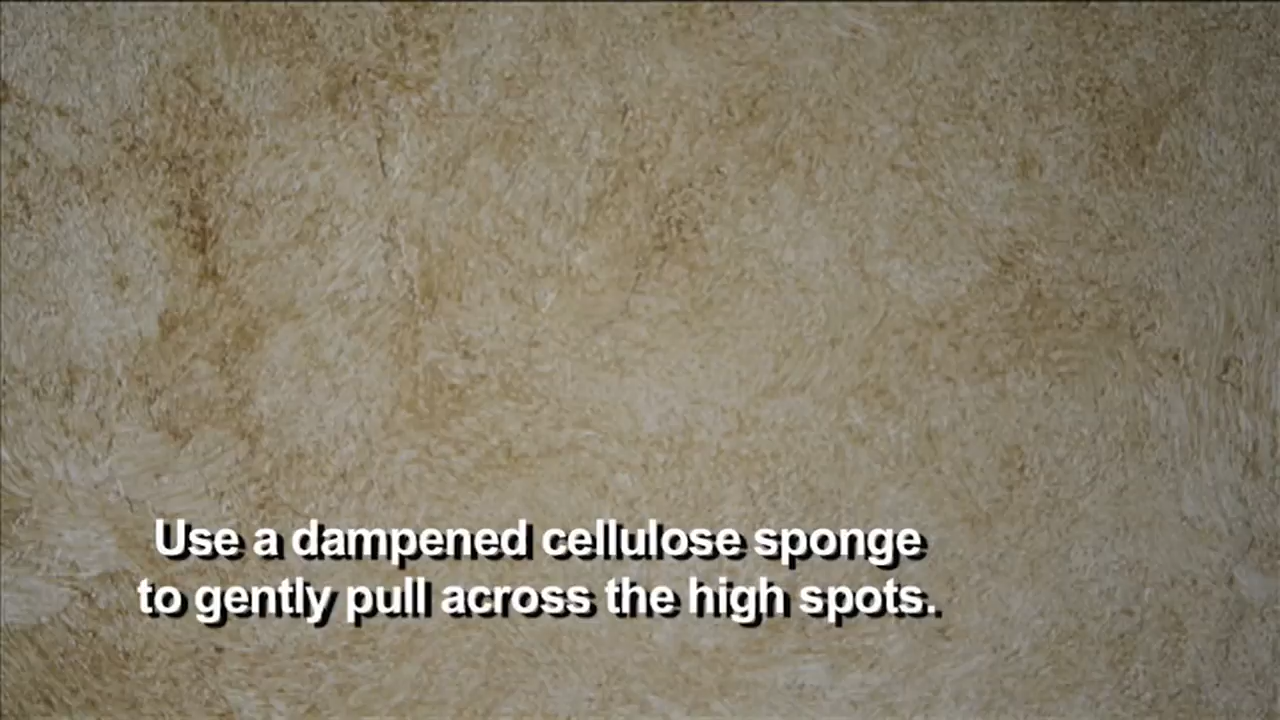 Use a dampened cellulose sponge
to gently pull across the high spots.